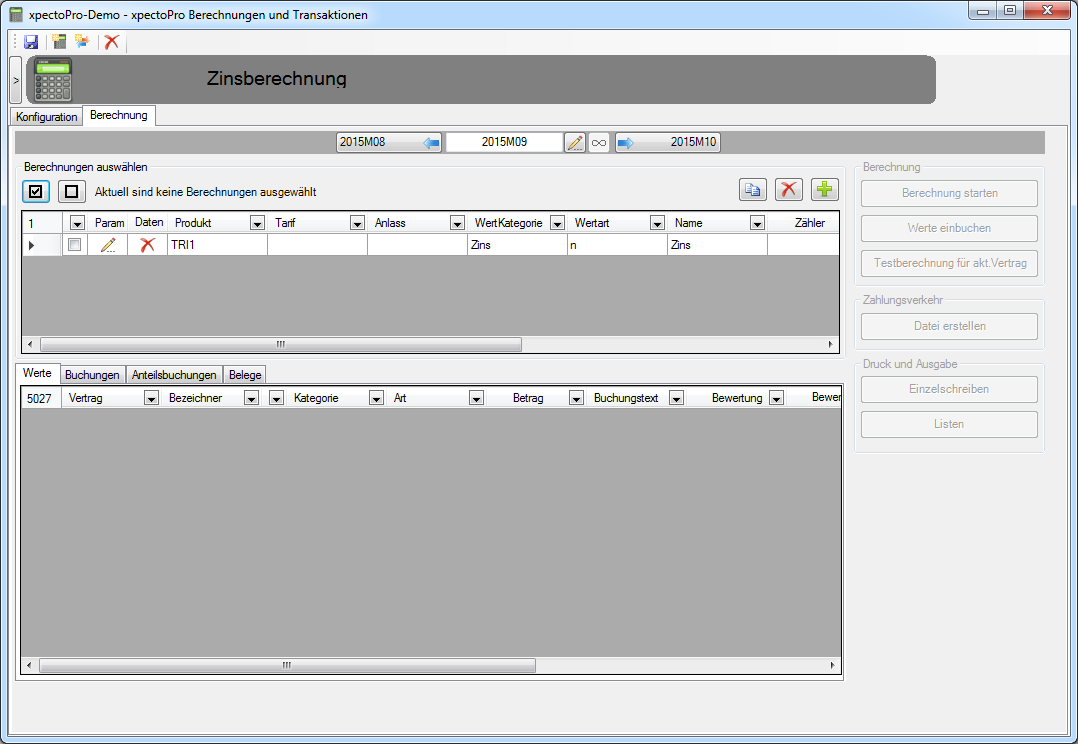 xpectoPro-Demo - xpectoPro Berechnungen und Transaktionen
>
Zinsberechnung
Konfiguration Berechnung
2015M08 2015M09 ∞ 2015M10
Berechnungen auswählen
Aktuell sind keine Berechnungen ausgewählt
1 Param Daten Produkt Tarif Anlass WertKategorie Wertart Name Zähler
TRI1 Zins n Zins
Werte Buchungen Anteilsbuchungen Belege
5027 Vertrag Bezeichner Kategorie Art Betrag Buchungstext Bewertung Bewer
Berechnung
Berechnung starten
Werte einbuchen
Testberechnung für akt.Vertrag
Zahlungsverkehr
Datei erstellen
Druck und Ausgabe
Einzelschreiben
Listen